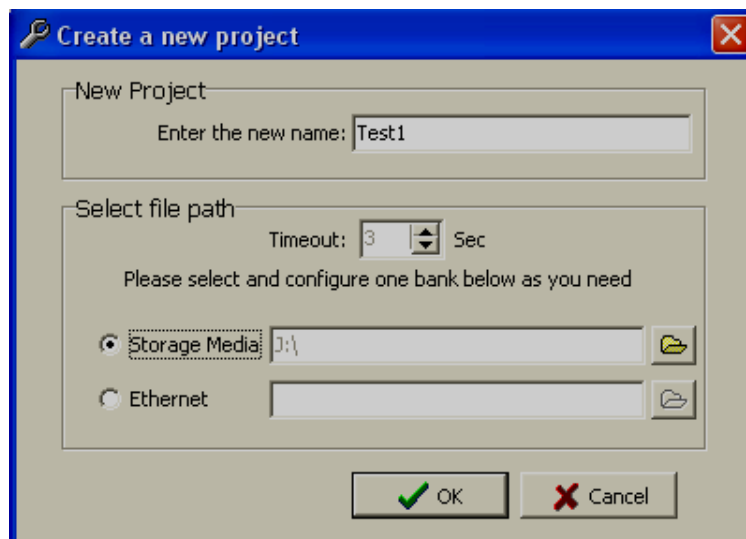 Create a new project
New Project
Enter the new name: Test1
Select file path
Timeout: 3 Sec
Please select and configure one bank below as you need
Storage Media J:\
Ethernet
OK Cancel